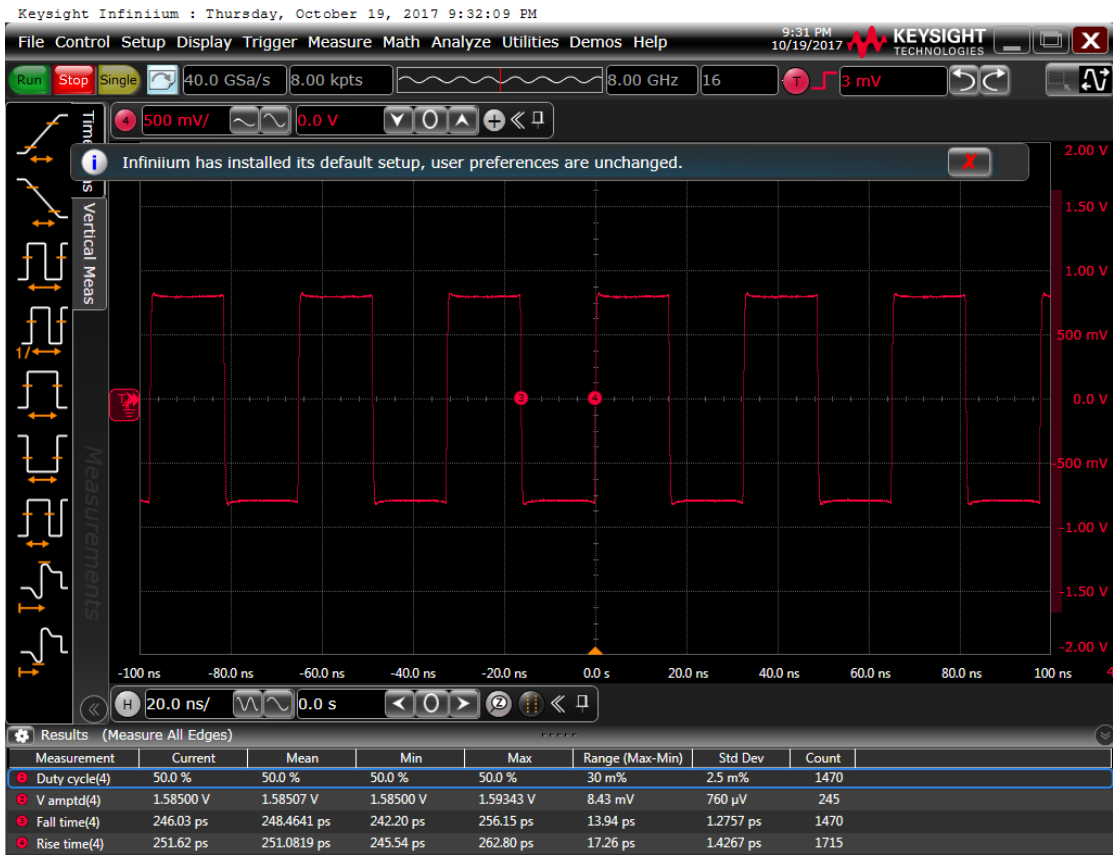 Keysight Infiniium : Thursday, October 19, 2017 9:32:09 PM
File Control Setup Display Trigger Measure Math Analyze Utilities Demos Help
9:31 PM
10/19/2017
KEYSIGHT
TECHNOLOGIES
Run Stop Single 40.0 GSa/s 8.00 kpts 8.00 GHz 16 T 3 mV
4 500 mV/ 0.0 V
Infiniium has installed its default setup, user preferences are unchanged.
Vertical Meas
Measurements
1/
2.00 V
1.50 V
1.00 V
500 mV
0.0 V
-500 mV
-1.00 V
-1.50 V
-2.00 V
3 4
-100 ns -80.0 ns -60.0 ns -40.0 ns -20.0 ns 0.0 s 20.0 ns 40.0 ns 60.0 ns 80.0 ns 100 ns
H 20.0 ns/ 0.0 s
Results (Measure All Edges)
Measurement Current Mean Min Max Range (Max-Min) Std Dev Count
1 Duty cycle(4) 50.0 % 50.0 % 50.0 % 50.0 % 30 m% 2.5 m% 1470
2 V amptd(4) 1.58500 V 1.58507 V 1.58500 V 1.59343 V 8.43 mV 760 µV 245
3 Fall time(4) 246.03 ps 248.4641 ps 242.20 ps 256.15 ps 13.94 ps 1.2757 ps 1470
4 Rise time(4) 251.62 ps 251.0819 ps 245.54 ps 262.80 ps 17.26 ps 1.4267 ps 1715